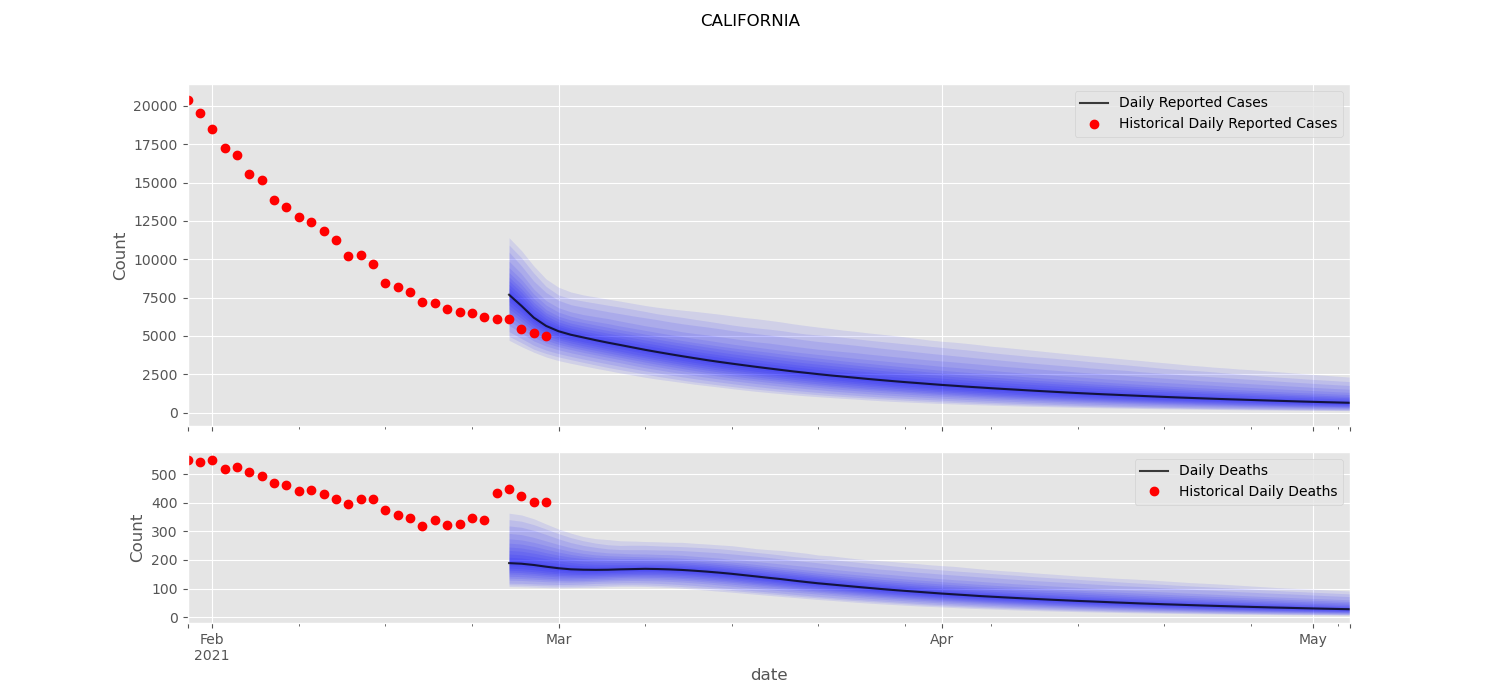 CALIFORNIA
20000
17500
15000
12500
10000
7500
5000
2500
0
Count
Daily Reported Cases
Historical Daily Reported Cases
500
400
300
200
100
0
Count
Daily Deaths
Historical Daily Deaths
Feb
2021
Mar
Apr
May
date